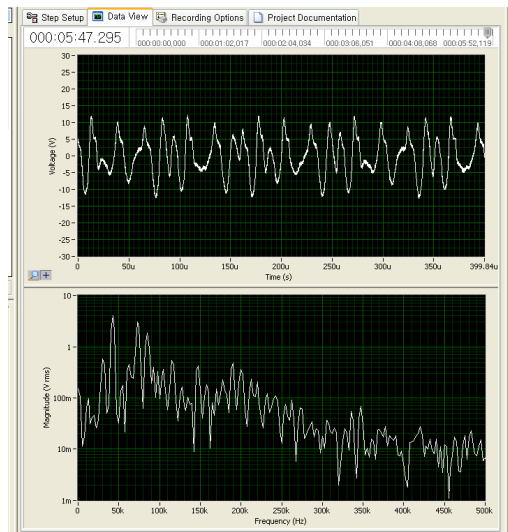 Step Setup Data View Recording Options Project Documentation
000:05:47.295
000:00:00,000 000:01:02,017 000:02:04,034 000:03:06,051 000:04:08,068 000:05:52,119
Voltage (V)
30
25
20
15
10
5
0
-5
-10
-15
-20
-25
-30
0 50u 100u 150u 200u 250u 300u 350u 399.84u
Time (s)
Magnitude (V rms)
10
1
100m
10m
1m
0 50k 100k 150k 200k 250k 300k 350k 400k 450k 500k
Frequency (Hz)